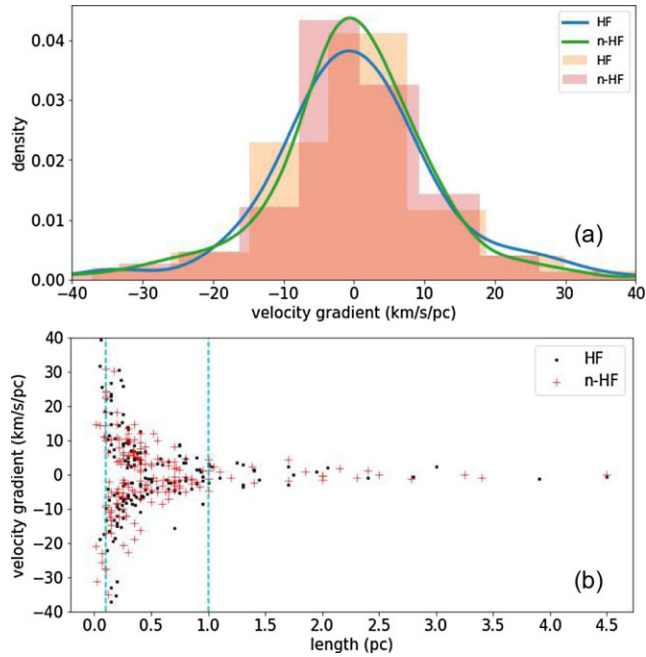 HF
n-HF
HF
n-HF
0.04
0.03
0.02
0.01
0.00
density
(a)
−40 −30 −20 −10 0 10 20 30 40
velocity gradient (km/s/pc)
HF
n-HF
40
30
20
10
0
−10
−20
−30
−40
velocity gradient (km/s/pc)
(b)
0.0 0.5 1.0 1.5 2.0 2.5 3.0 3.5 4.0 4.5
length (pc)